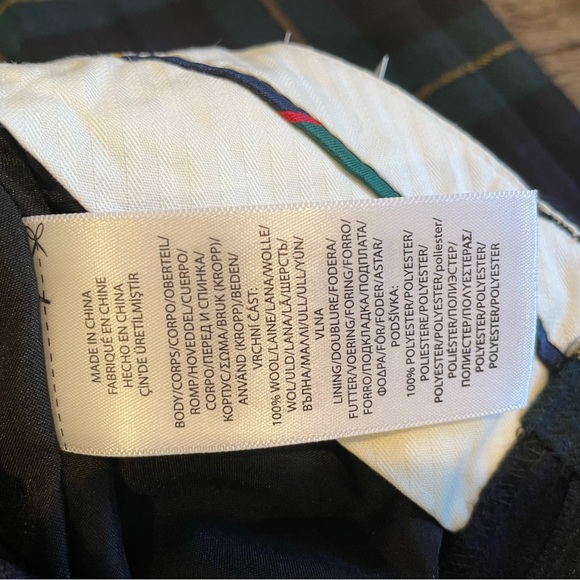 MADE IN CHINA
FABRIQUÉ EN CHINE
HECHO EN CHINA
ÇİN'DE ÜRETİLMİŞTİR
BODY/CORPS/CORPO/OBERTEIL/
ROMP/HOVEDDEL/CUERPO/
CORPO/ПЕРЕД И СПИНКА/
КОРПУС/ΣΩΜΑ/BRUK (KROPP)/
ANVÄND (KROPP)/BEDEN/
VRCHNÍ ČÁST:
100% WOOL/LAINE/LANA/WOLLE/
WOL/ULD/LANA/LÃ/ШЕРСТЬ/
ВЪЛНА/ΜΑΛΛΙ/ULL/ULL/YÜN/
VLNA
LINING/DOUBLURE/FODERA/
FUTTER/VOERING/FORING/FORRO/
FORRO/ПОДКЛАДКА/ПОДПЛАТА/
ΦΟΔΡΑ/FÔR/FODER/ASTAR/
PODŠÍVKA:
100% POLYESTER/POLYESTER/
POLIESTERE/POLYESTER/
POLYESTER/POLYESTER/poliester/
POLIÉSTER/ПОЛИЭСТЕР/
ПОЛИЕСТЕР/ΠΟΛΥΕΣΤΕΡΑΣ/
POLYESTER/POLYESTER/
POLYESTER/POLYESTER